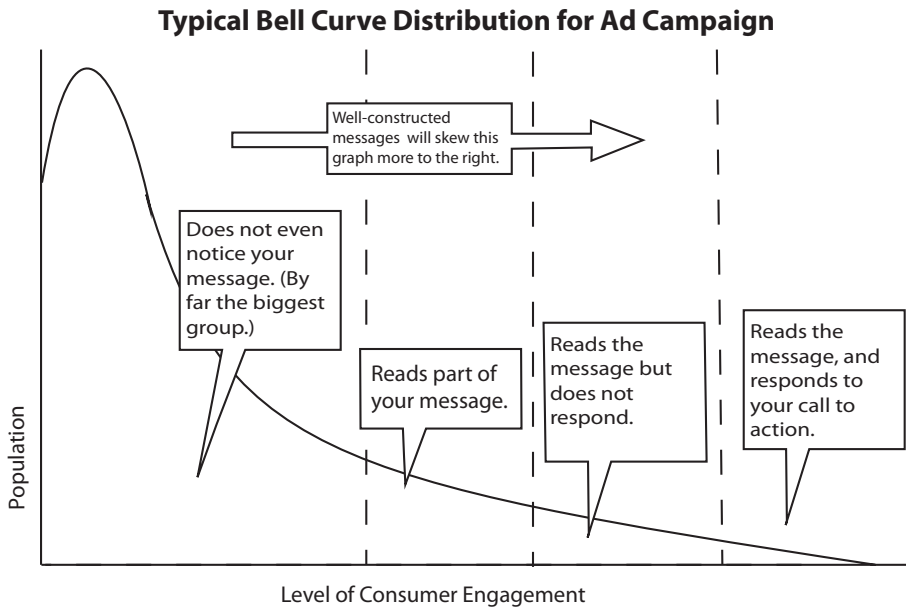 Typical Bell Curve Distribution for Ad Campaign
Well-constructed
messages will skew this
graph more to the right.
Does not even
notice your
message. (By
far the biggest
group.)
Reads part of
your message.
Reads the
message but
does not
respond.
Reads the
message, and
responds to
your call to
action.
Population
Level of Consumer Engagement